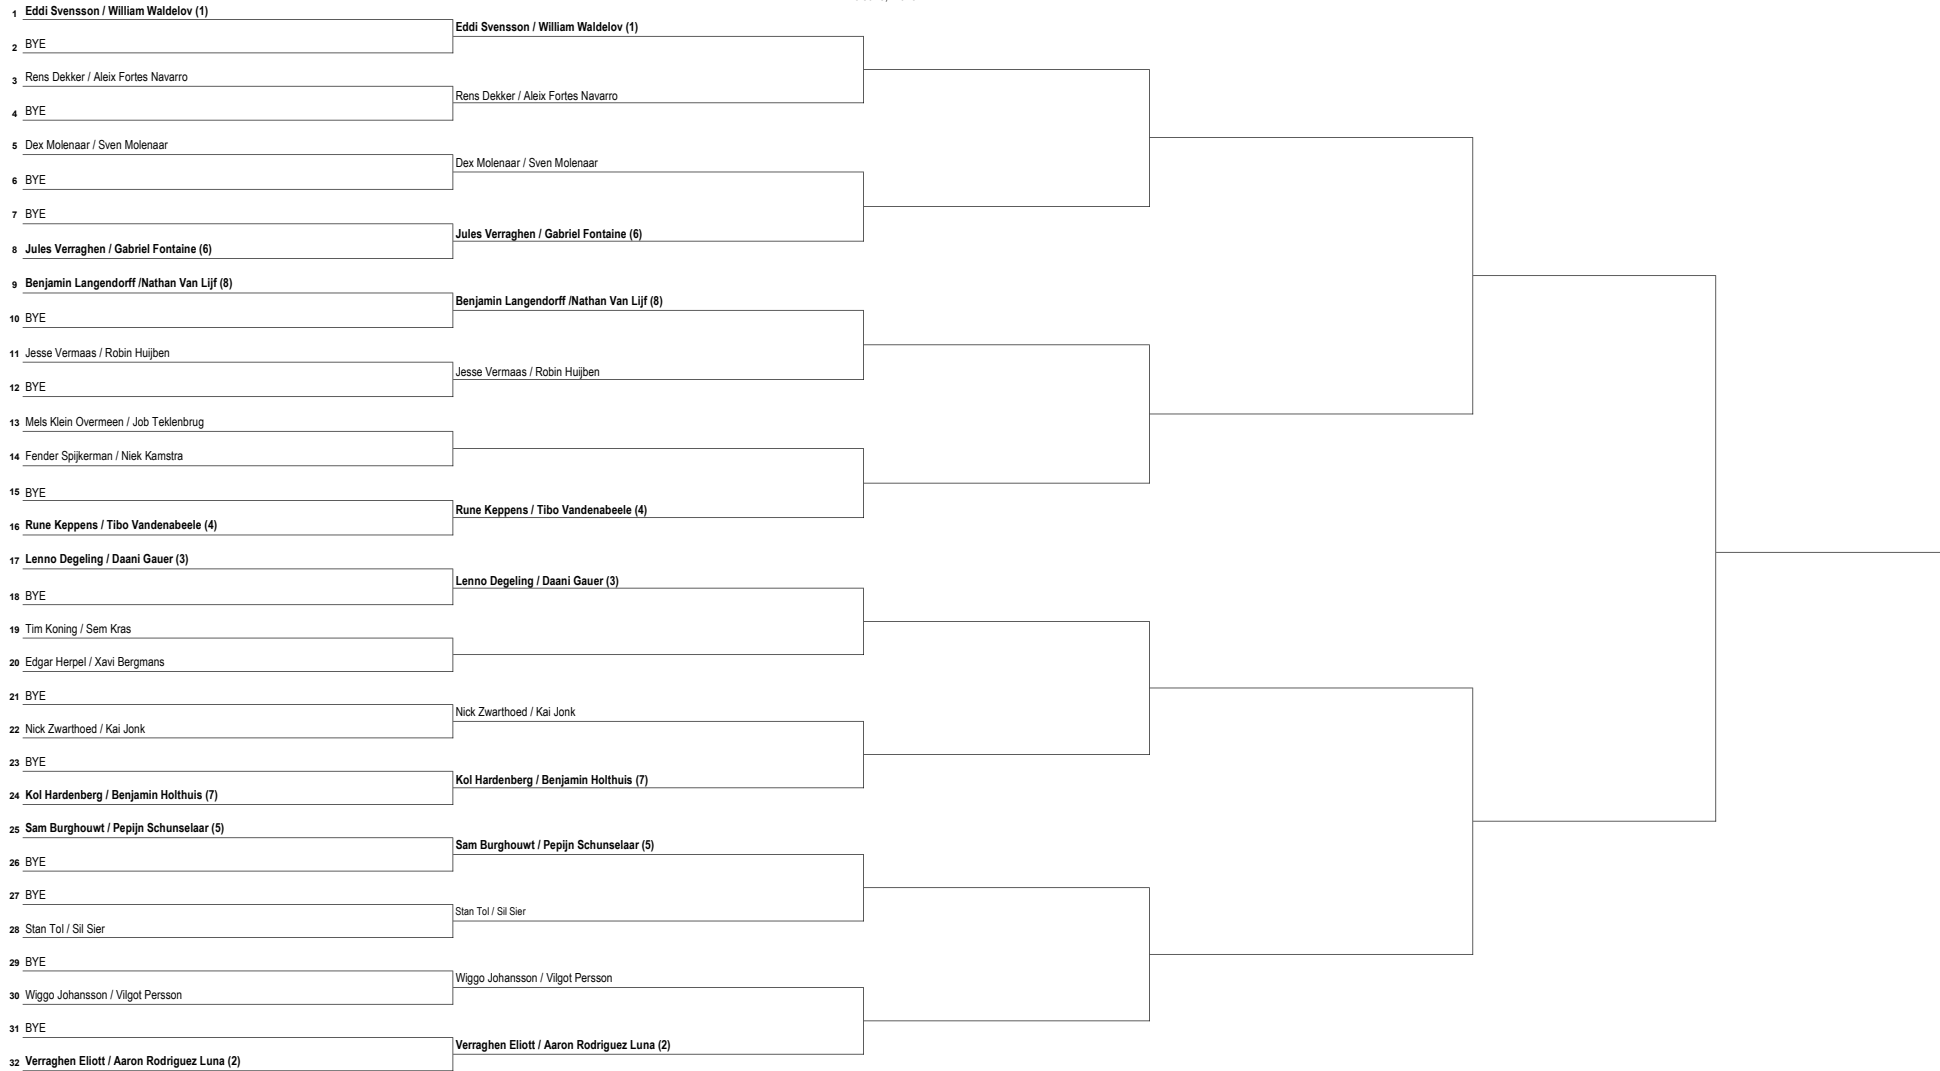 1 Eddi Svensson / William Waldelov (1)
Eddi Svensson / William Waldelov (1)
2 BYE
3 Rens Dekker / Aleix Fortes Navarro
Rens Dekker / Aleix Fortes Navarro
4 BYE
5 Dex Molenaar / Sven Molenaar
Dex Molenaar / Sven Molenaar
6 BYE
7 BYE
Jules Verraghen / Gabriel Fontaine (6)
8 Jules Verraghen / Gabriel Fontaine (6)
9 Benjamin Langendorff /Nathan Van Lijf (8)
Benjamin Langendorff /Nathan Van Lijf (8)
10 BYE
11 Jesse Vermaas / Robin Huijben
Jesse Vermaas / Robin Huijben
12 BYE
13 Mels Klein Overmeen / Job Teklenbrug
14 Fender Spijkerman / Niek Kamstra
15 BYE
Rune Keppens / Tibo Vandenabeele (4)
16 Rune Keppens / Tibo Vandenabeele (4)
17 Lenno Degeling / Daani Gauer (3)
Lenno Degeling / Daani Gauer (3)
18 BYE
19 Tim Koning / Sem Kras
20 Edgar Herpel / Xavi Bergmans
21 BYE
Nick Zwarthoed / Kai Jonk
22 Nick Zwarthoed / Kai Jonk
23 BYE
Kol Hardenberg / Benjamin Holthuis (7)
24 Kol Hardenberg / Benjamin Holthuis (7)
25 Sam Burghouwt / Pepijn Schunselaar (5)
Sam Burghouwt / Pepijn Schunselaar (5)
26 BYE
27 BYE
Stan Tol / Sil Sier
28 Stan Tol / Sil Sier
29 BYE
Wiggo Johansson / Vilgot Persson
30 Wiggo Johansson / Vilgot Persson
31 BYE
Verraghen Eliott / Aaron Rodriguez Luna (2)
32 Verraghen Eliott / Aaron Rodriguez Luna (2)